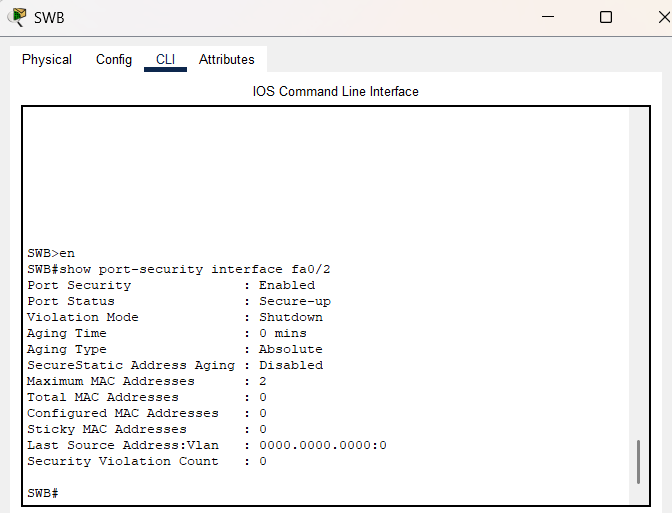 SWB
Physical Config CLI Attributes
IOS Command Line Interface
SWB>en
SWB#show port-security interface fa0/2
Port Security : Enabled
Port Status : Secure-up
Violation Mode : Shutdown
Aging Time : 0 mins
Aging Type : Absolute
SecureStatic Address Aging : Disabled
Maximum MAC Addresses : 2
Total MAC Addresses : 0
Configured MAC Addresses : 0
Sticky MAC Addresses : 0
Last Source Address:Vlan : 0000.0000.0000:0
Security Violation Count : 0
SWB#